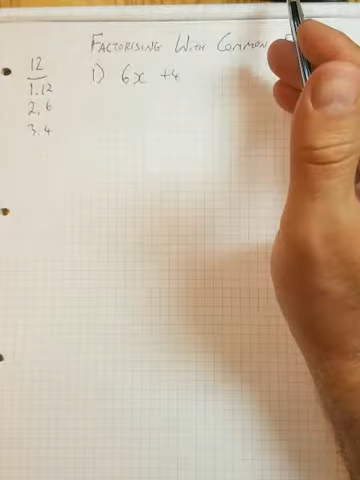 FACTORISING WITH COMMON
12
1.12
2.6
3.4
1) 6x +4